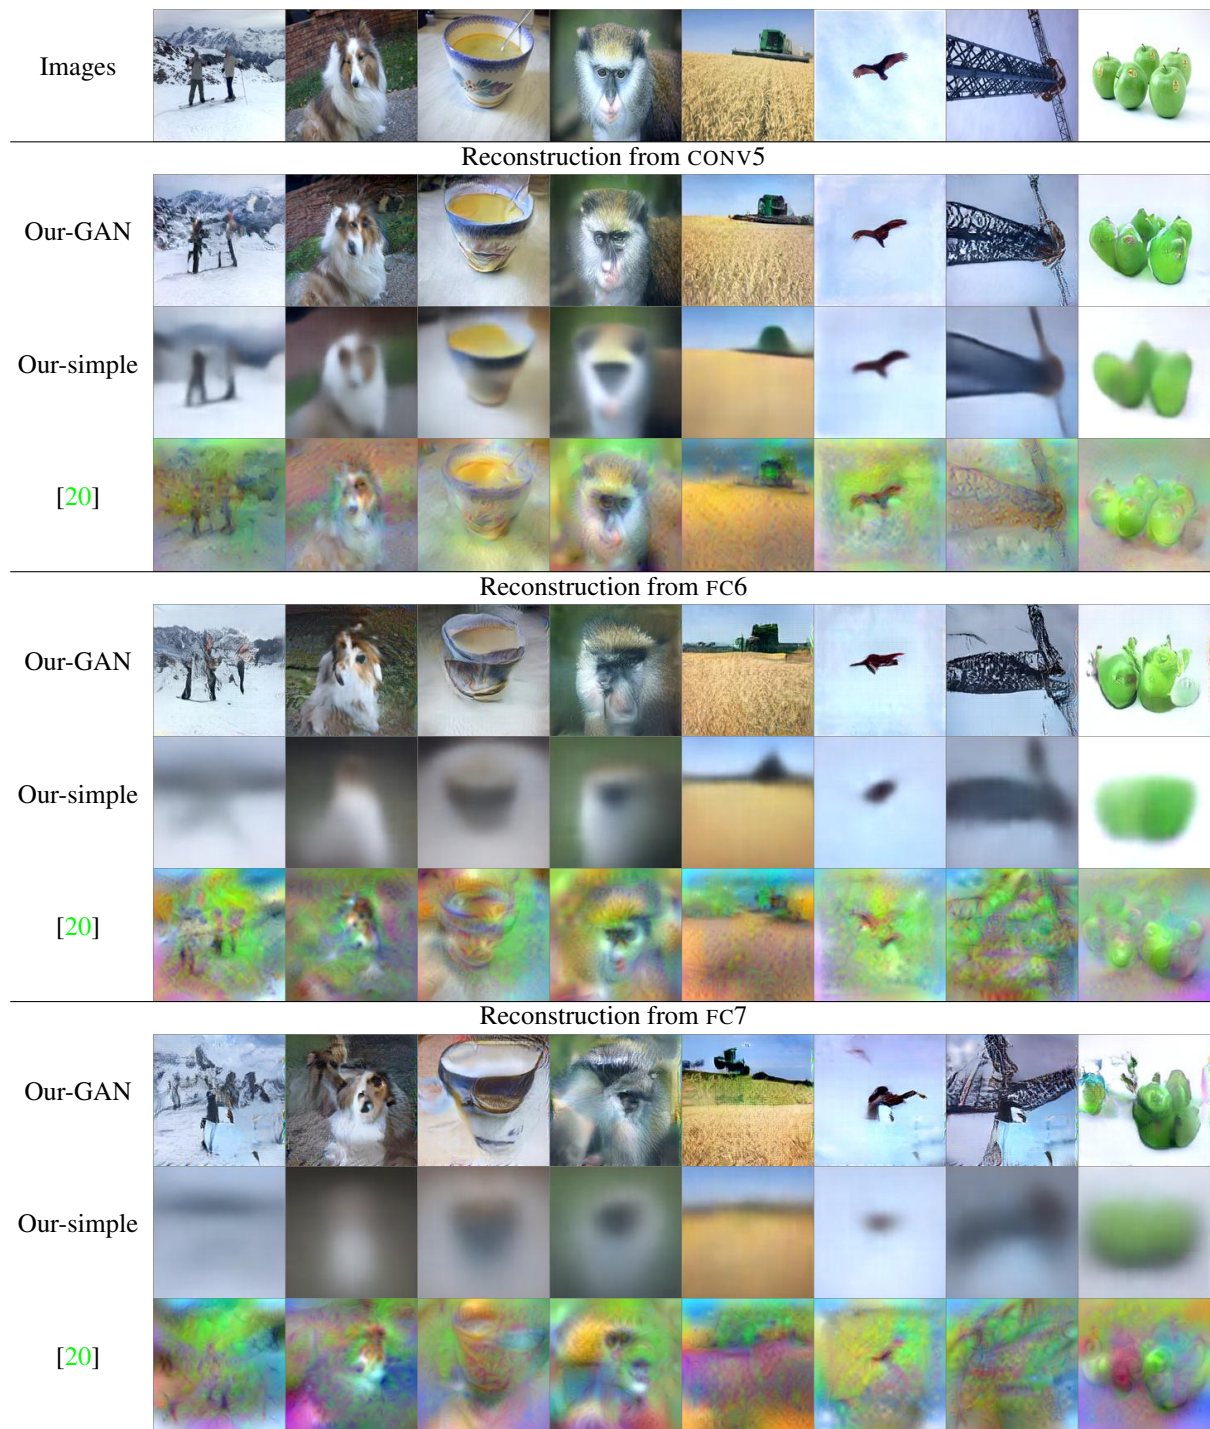 Images
Reconstruction from CONV5
Our-GAN
Our-simple
[20]
Reconstruction from FC6
Our-GAN
Our-simple
[20]
Reconstruction from FC7
Our-GAN
Our-simple
[20]